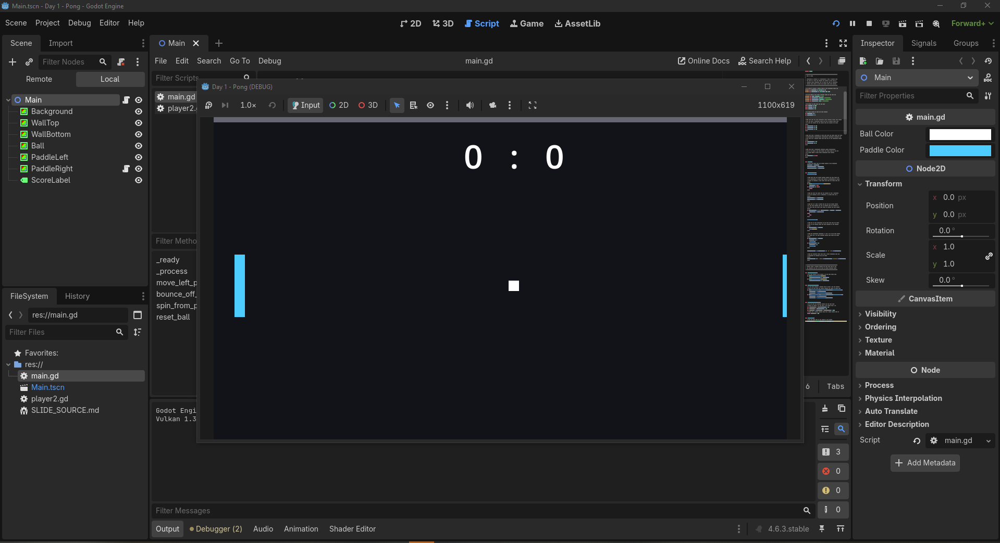 Main.tscn - Day 1 - Pong - Godot Engine
Scene Project Debug Editor Help
2D 3D Script Game AssetLib
Forward+
Scene Import
Filter Nodes
Remote Local
Main
Background
WallTop
WallBottom
Ball
PaddleLeft
PaddleRight
ScoreLabel
FileSystem History
res://main.gd
Filter Files
Favorites:
res://
main.gd
Main.tscn
player2.gd
SLIDE_SOURCE.md
Main
File Edit Search Go To Debug
main.gd
Online Docs Search Help
Filter Scripts
main.gd
player2.g
Filter Metho
_ready
_process
move_left_p
bounce_off_
spin_from_p
reset_ball
Day 1 - Pong (DEBUG)
1.0× Input 2D 3D 1100x619
0 : 0
6 Tabs
Godot Engi
Vulkan 1.3
3
0
0
0
Filter Messages
Output Debugger (2) Audio Animation Shader Editor
4.6.3.stable
Inspector Signals Groups
Main
Filter Properties
main.gd
Ball Color
Paddle Color
Node2D
Transform
Position x 0.0 px
y 0.0 px
Rotation 0.0 °
Scale x 1.0
y 1.0
Skew 0.0 °
CanvasItem
Visibility
Ordering
Texture
Material
Node
Process
Physics Interpolation
Auto Translate
Editor Description
Script main.gd
Add Metadata